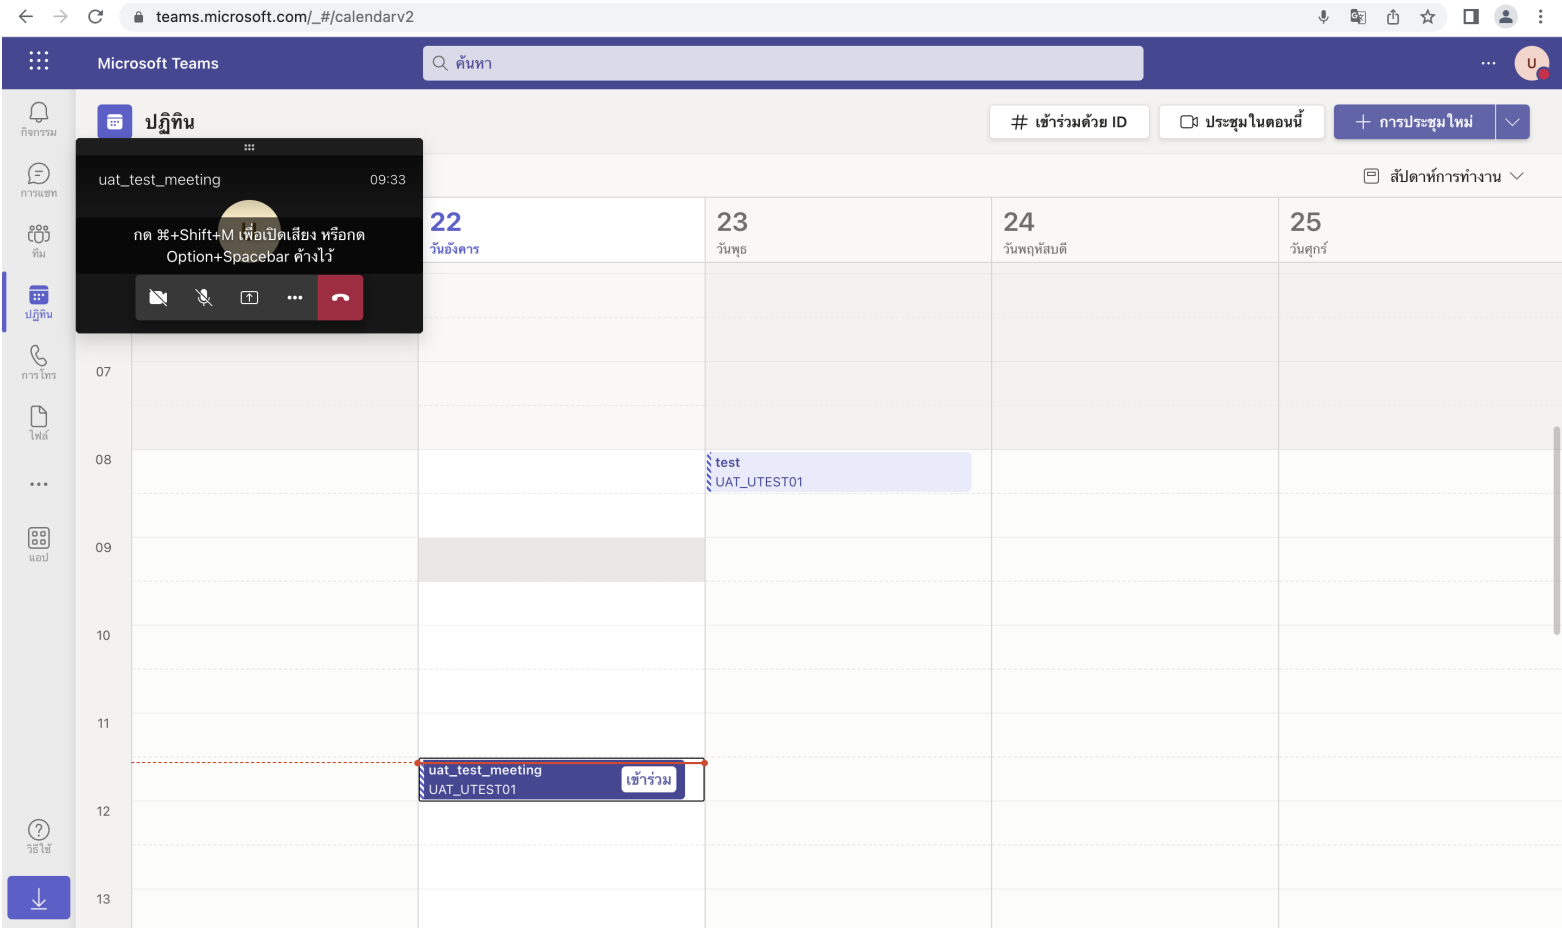 teams.microsoft.com/_#/calendarv2
Microsoft Teams
ค้นหา
U
กิจกรรม
การแชท
ทีม
ปฏิทิน
การโทร
ไฟล์
แอป
วิธีใช้
ปฏิทิน
# เข้าร่วมด้วย ID
ประชุมในตอนนี้
+ การประชุมใหม่
สัปดาห์การทำงาน
uat_test_meeting 09:33
กด ⌘+Shift+M เพื่อเปิดเสียง หรือกด
Option+Spacebar ค้างไว้
22
วันอังคาร
23
วันพุธ
24
วันพฤหัสบดี
25
วันศุกร์
07
08
test
UAT_UTEST01
09
10
11
uat_test_meeting
UAT_UTEST01
เข้าร่วม
12
13